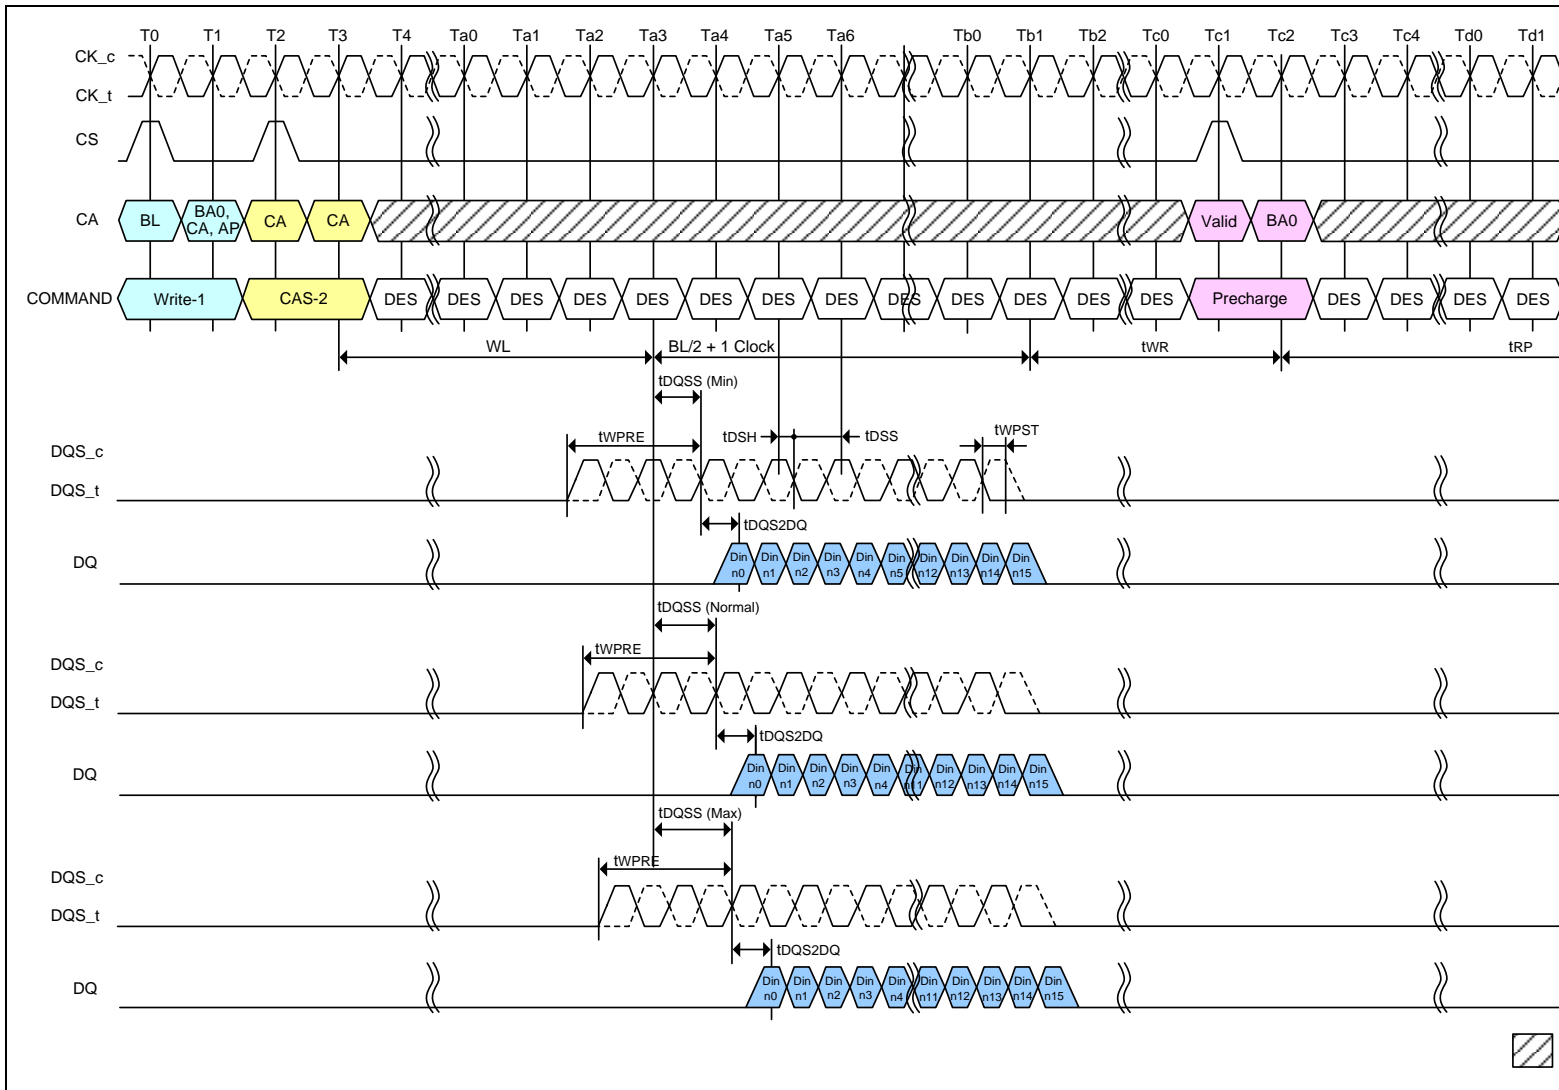 T0 T1 T2 T3 T4 Ta0 Ta1 Ta2 Ta3 Ta4 Ta5 Ta6 Tb0 Tb1 Tb2 Tc0 Tc1 Tc2 Tc3 Tc4 Td0 Td1
CK_c
CK_t
CS
CA BL BA0, CA, AP CA CA Valid BA0
COMMAND Write-1 CAS-2 DES DES DES DES DES DES DES DES DES DES DES DES DES Precharge DES DES DES DES
WL BL/2 + 1 Clock tWR tRP
tDQSS (Min)
DQS_c tWPRE tDSH tDSS tWPST
DQS_t
tDQS2DQ
DQ Din n0 Din n1 Din n2 Din n3 Din n4 Din n5 Din n12 Din n13 Din n14 Din n15
tDQSS (Normal)
DQS_c tWPRE
DQS_t
tDQS2DQ
DQ Din n0 Din n1 Din n2 Din n3 Din n4 Din n11 Din n12 Din n13 Din n14 Din n15
tDQSS (Max)
DQS_c tWPRE
DQS_t
tDQS2DQ
DQ Din n0 Din n1 Din n2 Din n3 Din n4 Din n11 Din n12 Din n13 Din n14 Din n15